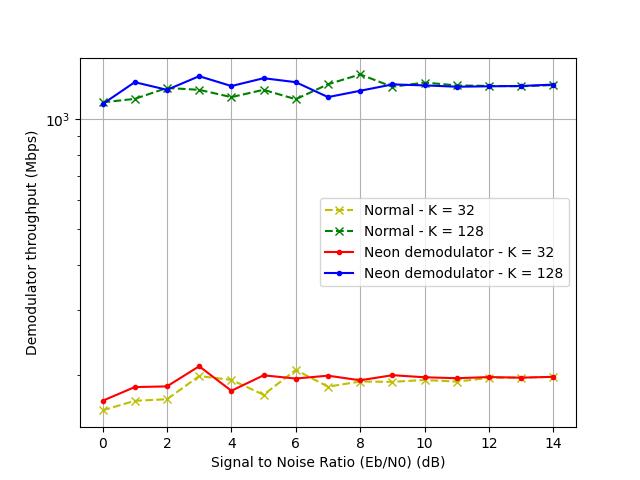 10³
Demodulator throughput (Mbps)
Normal - K = 32
Normal - K = 128
Neon demodulator - K = 32
Neon demodulator - K = 128
0 2 4 6 8 10 12 14
Signal to Noise Ratio (Eb/N0) (dB)